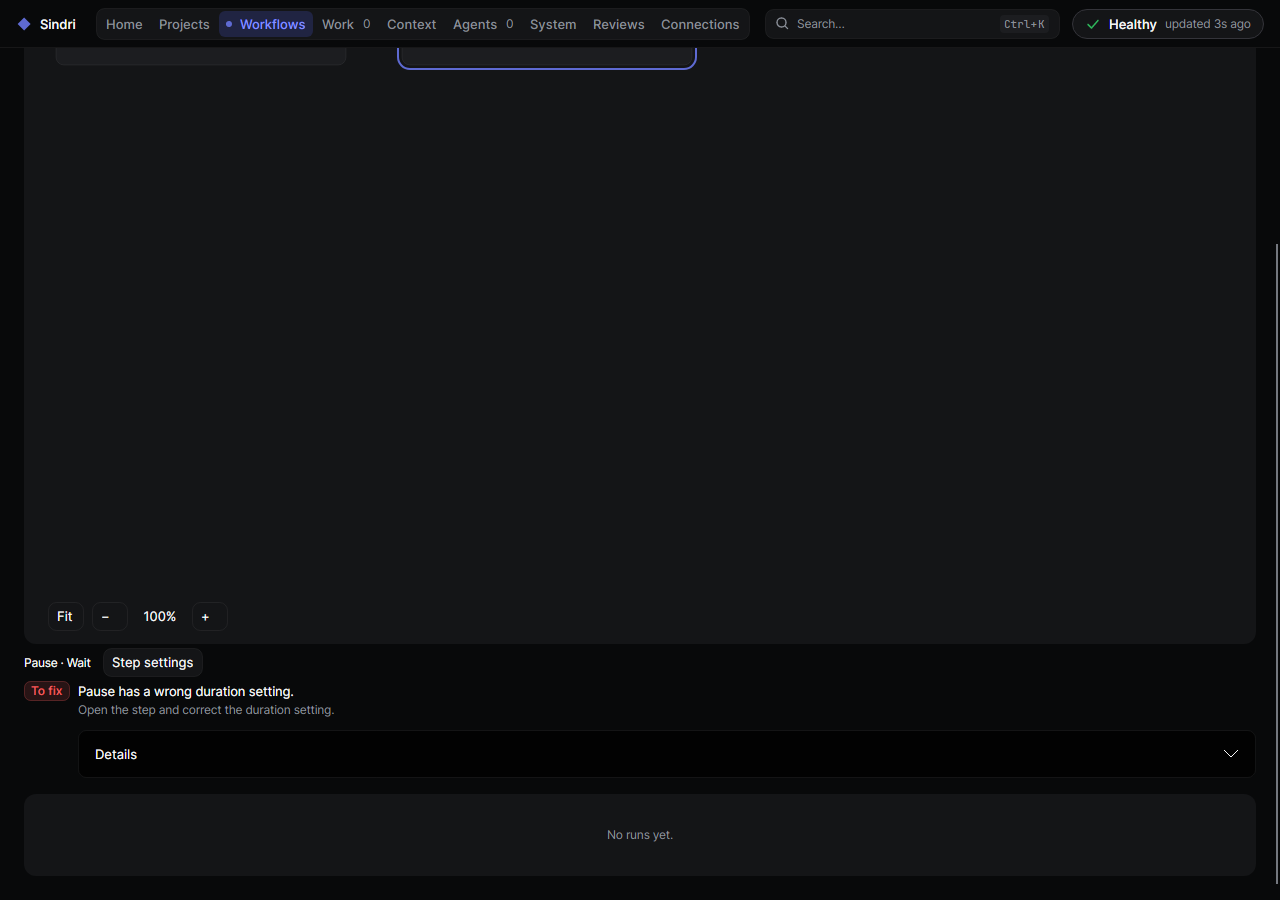 Sindri
Home Projects Workflows Work 0 Context Agents 0 System Reviews Connections
Search... Ctrl+K
Healthy updated 3s ago
Fit − 100% +
Pause · Wait Step settings
To fix Pause has a wrong duration setting.
Open the step and correct the duration setting.
Details
No runs yet.